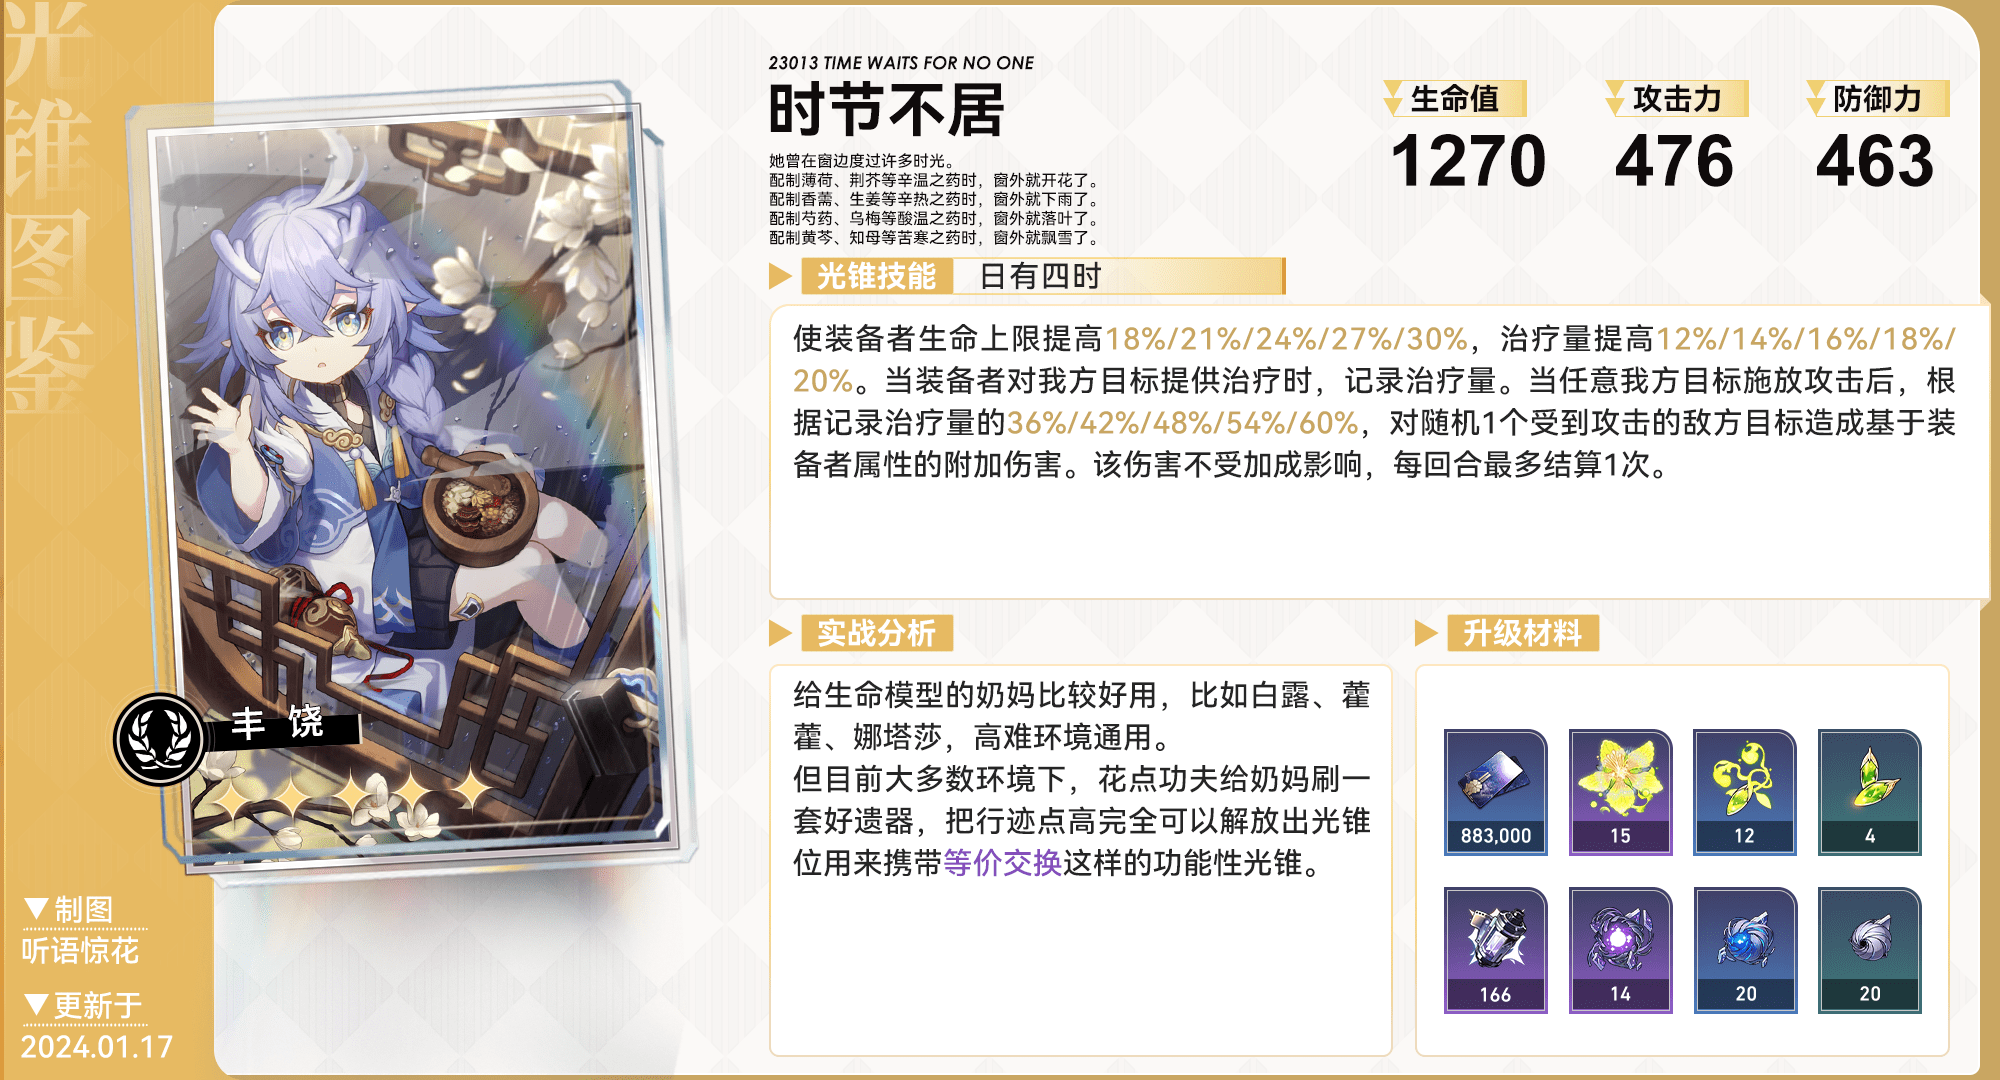 光锥图鉴
23013 TIME WAITS FOR NO ONE
时节不居
她曾在窗边度过许多时光。
配制薄荷、荆芥等辛温之药时，窗外就开花了。
配制香薷、生姜等辛热之药时，窗外就下雨了。
配制芍药、乌梅等酸温之药时，窗外就落叶了。
配制黄芩、知母等苦寒之药时，窗外就飘雪了。
生命值
1270
攻击力
476
防御力
463
光锥技能 日有四时
使装备者生命上限提高18%/21%/24%/27%/30%，治疗量提高12%/14%/16%/18%/
20%。当装备者对我方目标提供治疗时，记录治疗量。当任意我方目标施放攻击后，根
据记录治疗量的36%/42%/48%/54%/60%，对随机1个受到攻击的敌方目标造成基于装
备者属性的附加伤害。该伤害不受加成影响，每回合最多结算1次。
实战分析
给生命模型的奶妈比较好用，比如白露、藿
藿、娜塔莎，高难环境通用。
但目前大多数环境下，花点功夫给奶妈刷一
套好遗器，把行迹点高完全可以解放出光锥
位用来携带等价交换这样的功能性光锥。
升级材料
883,000
15
12
4
166
14
20
20
丰饶
▼制图
听语惊花
▼更新于
2024.01.17